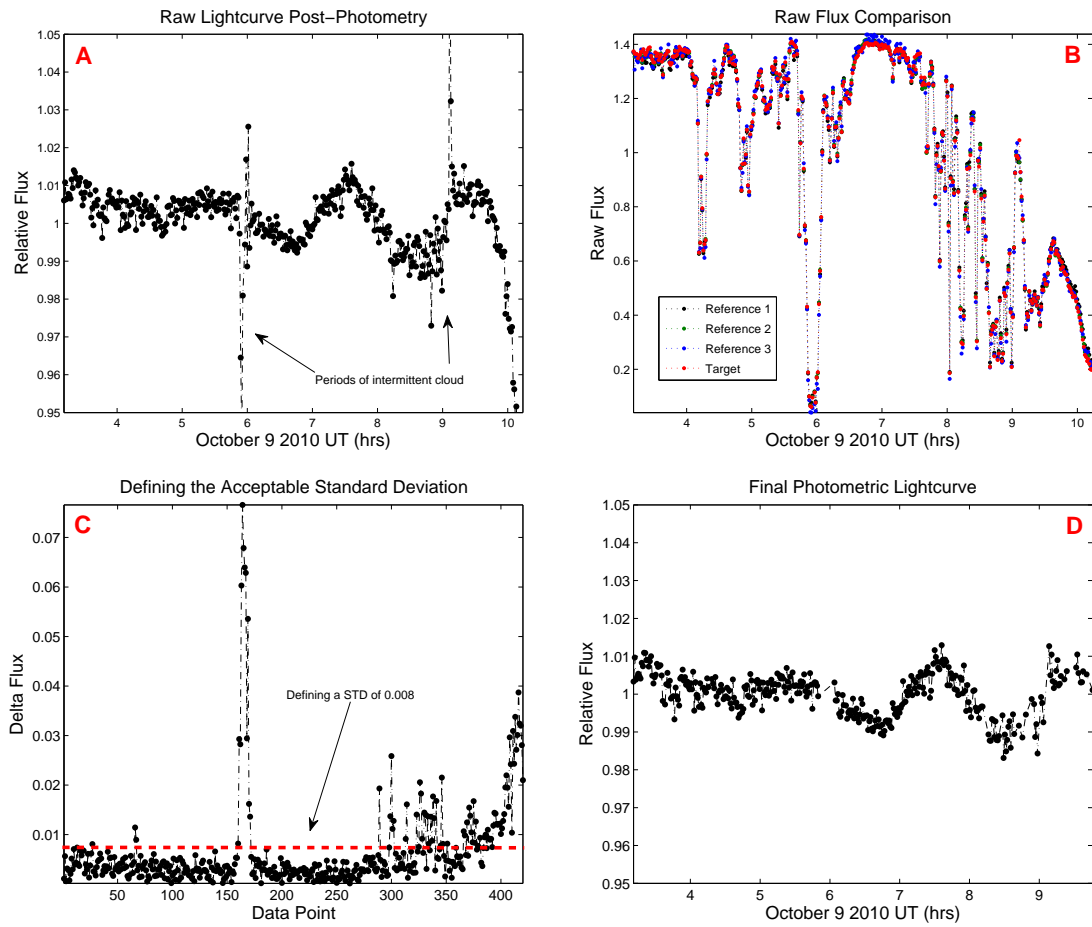 Raw Lightcurve Post−Photometry
A
1.05
1.04
1.03
1.02
1.01
1
0.99
0.98
0.97
0.96
0.95
Relative Flux
Periods of intermittent cloud
4 5 6 7 8 9 10
October 9 2010 UT (hrs)
Raw Flux Comparison
B
1.4
1.2
1
0.8
0.6
0.4
0.2
Raw Flux
Reference 1
Reference 2
Reference 3
Target
4 5 6 7 8 9 10
October 9 2010 UT (hrs)
Defining the Acceptable Standard Deviation
C
0.07
0.06
0.05
0.04
0.03
0.02
0.01
Delta Flux
Defining a STD of 0.008
50 100 150 200 250 300 350 400
Data Point
Final Photometric Lightcurve
D
1.05
1.04
1.03
1.02
1.01
1
0.99
0.98
0.97
0.96
0.95
Relative Flux
4 5 6 7 8 9
October 9 2010 UT (hrs)